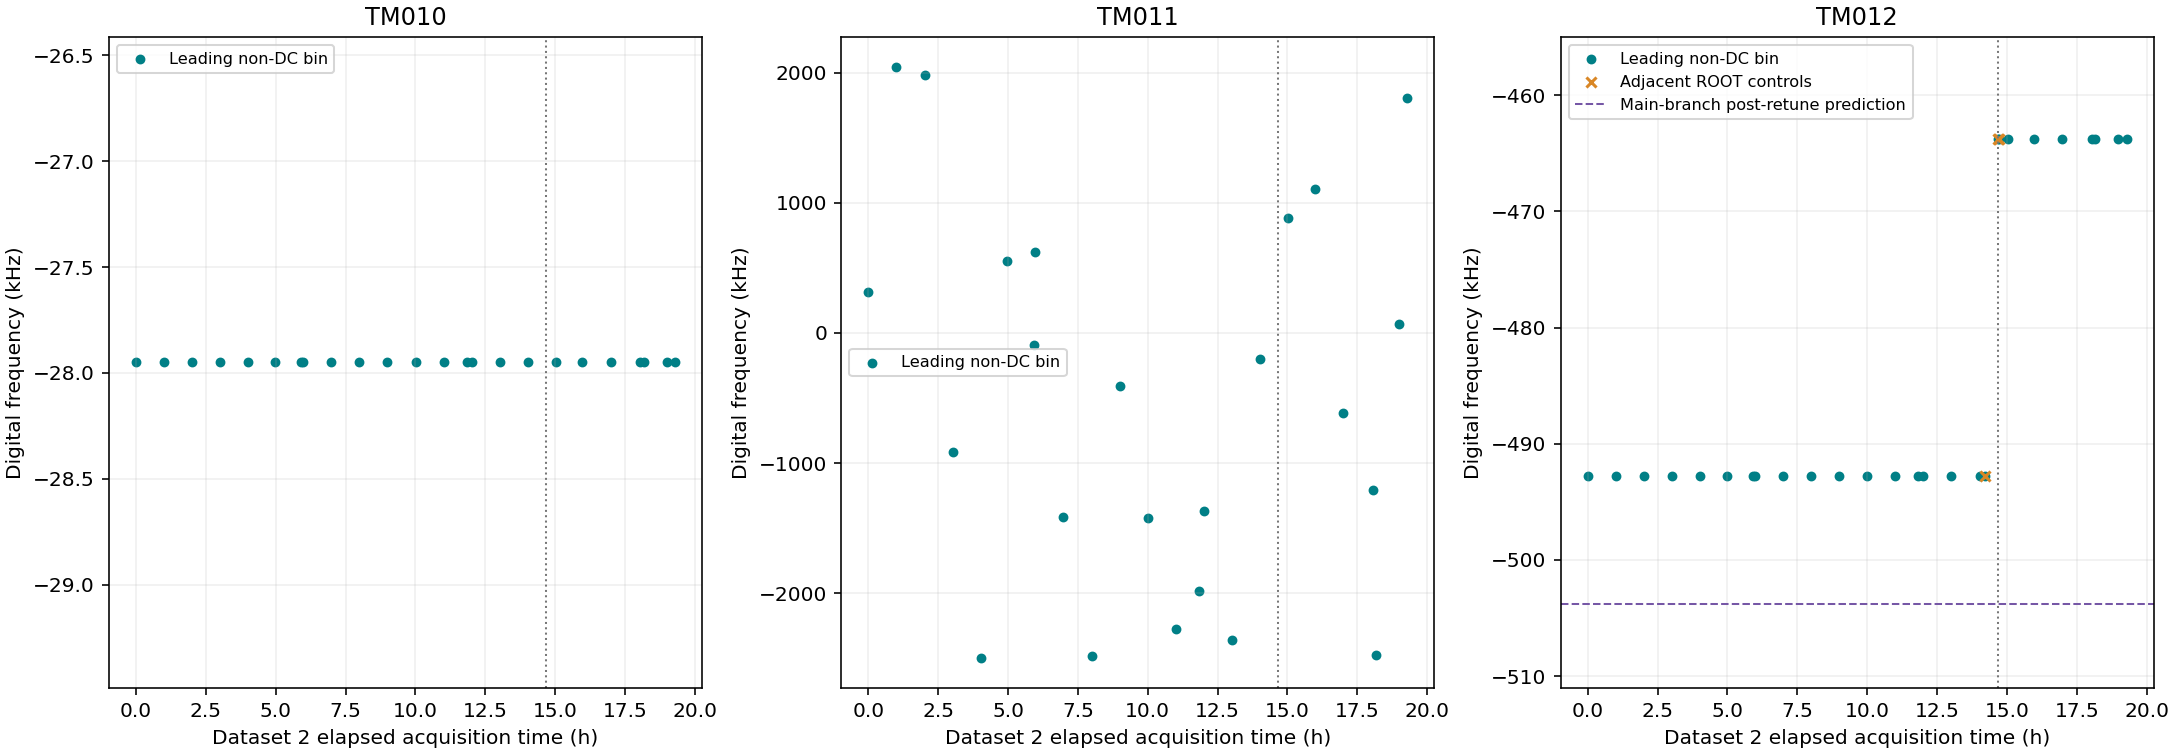 TM010
Leading non-DC bin
−26.5
−27.0
−27.5
−28.0
−28.5
−29.0
Digital frequency (kHz)
0.0 2.5 5.0 7.5 10.0 12.5 15.0 17.5 20.0
Dataset 2 elapsed acquisition time (h)
TM011
2000
1000
0
−1000
−2000
Leading non-DC bin
Digital frequency (kHz)
0.0 2.5 5.0 7.5 10.0 12.5 15.0 17.5 20.0
Dataset 2 elapsed acquisition time (h)
TM012
Leading non-DC bin
Adjacent ROOT controls
Main-branch post-retune prediction
−460
−470
−480
−490
−500
−510
Digital frequency (kHz)
0.0 2.5 5.0 7.5 10.0 12.5 15.0 17.5 20.0
Dataset 2 elapsed acquisition time (h)